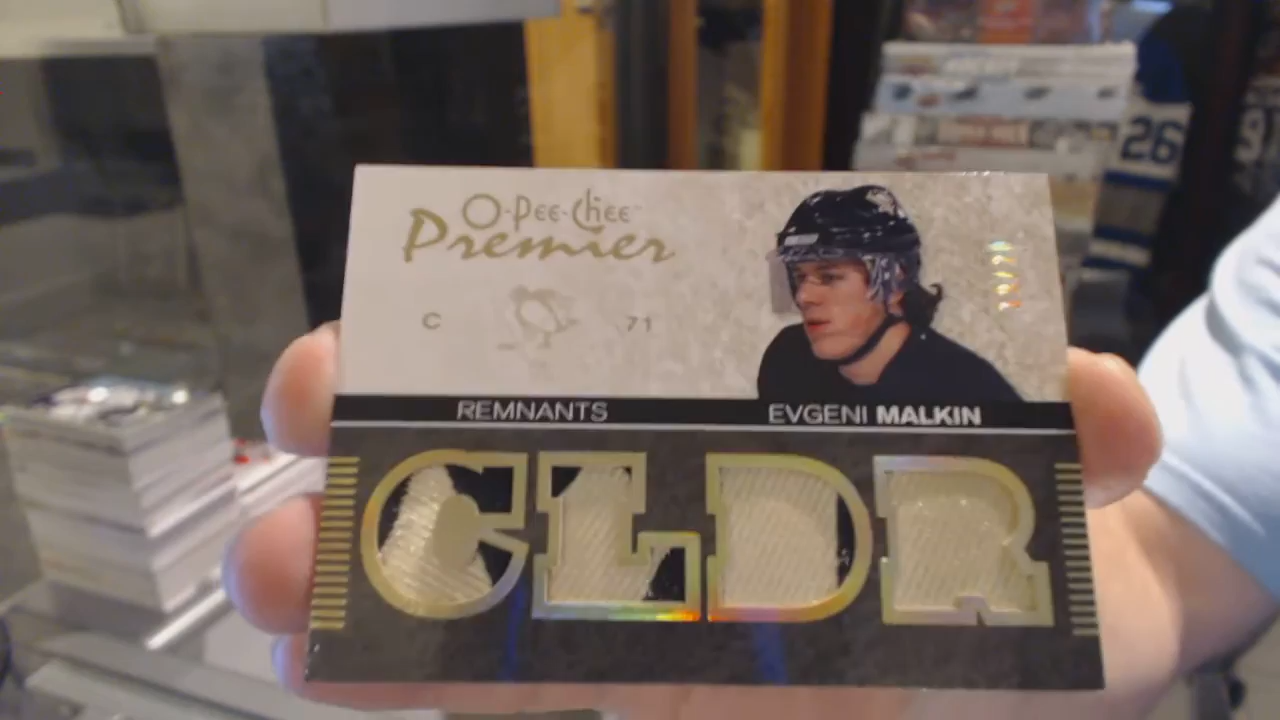 O-Pee-Chee
Premier
C 71
REMNANTS EVGENI MALKIN
CLDR
26